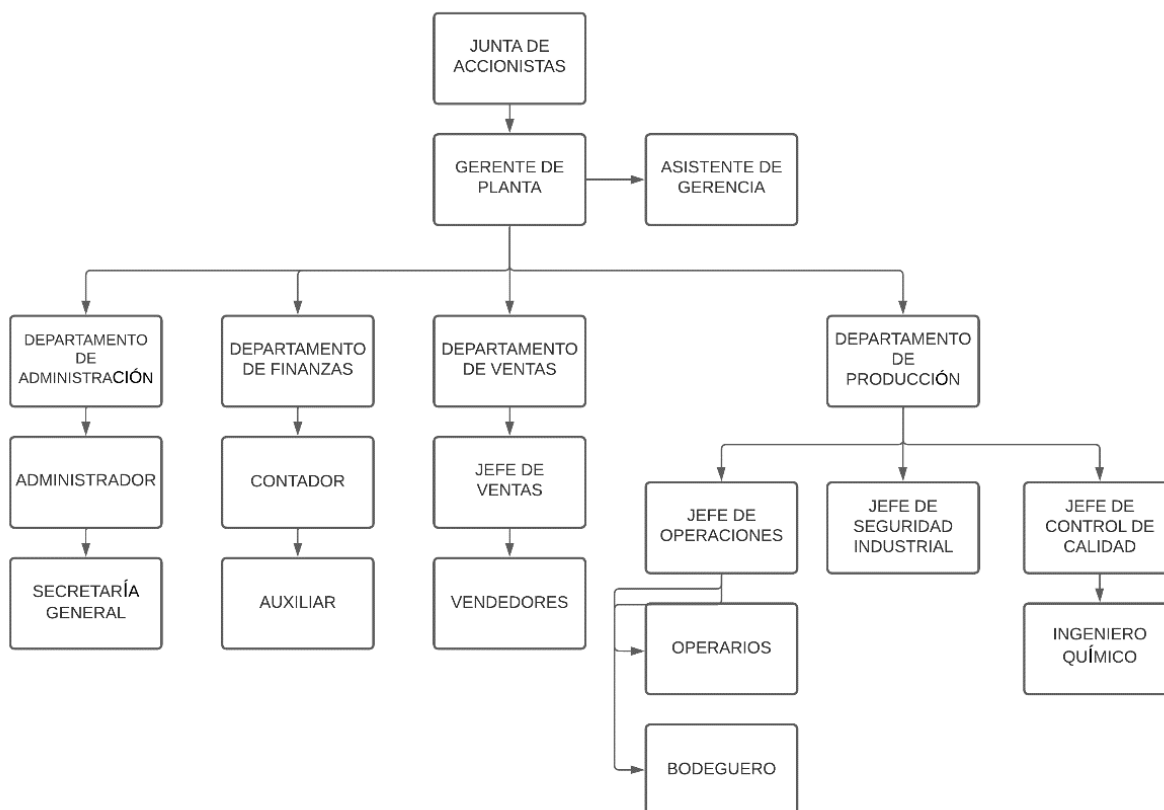 JUNTA DE
ACCIONISTAS
GERENTE DE
PLANTA
ASISTENTE DE
GERENCIA
DEPARTAMENTO
DE
ADMINISTRACIÓN
DEPARTAMENTO
DE FINANZAS
DEPARTAMENTO
DE VENTAS
DEPARTAMENTO
DE
PRODUCCIÓN
ADMINISTRADOR
CONTADOR
JEFE DE
VENTAS
JEFE DE
OPERACIONES
JEFE DE
SEGURIDAD
INDUSTRIAL
JEFE DE
CONTROL DE
CALIDAD
SECRETARÍA
GENERAL
AUXILIAR
VENDEDORES
OPERARIOS
INGENIERO
QUÍMICO
BODEGUERO